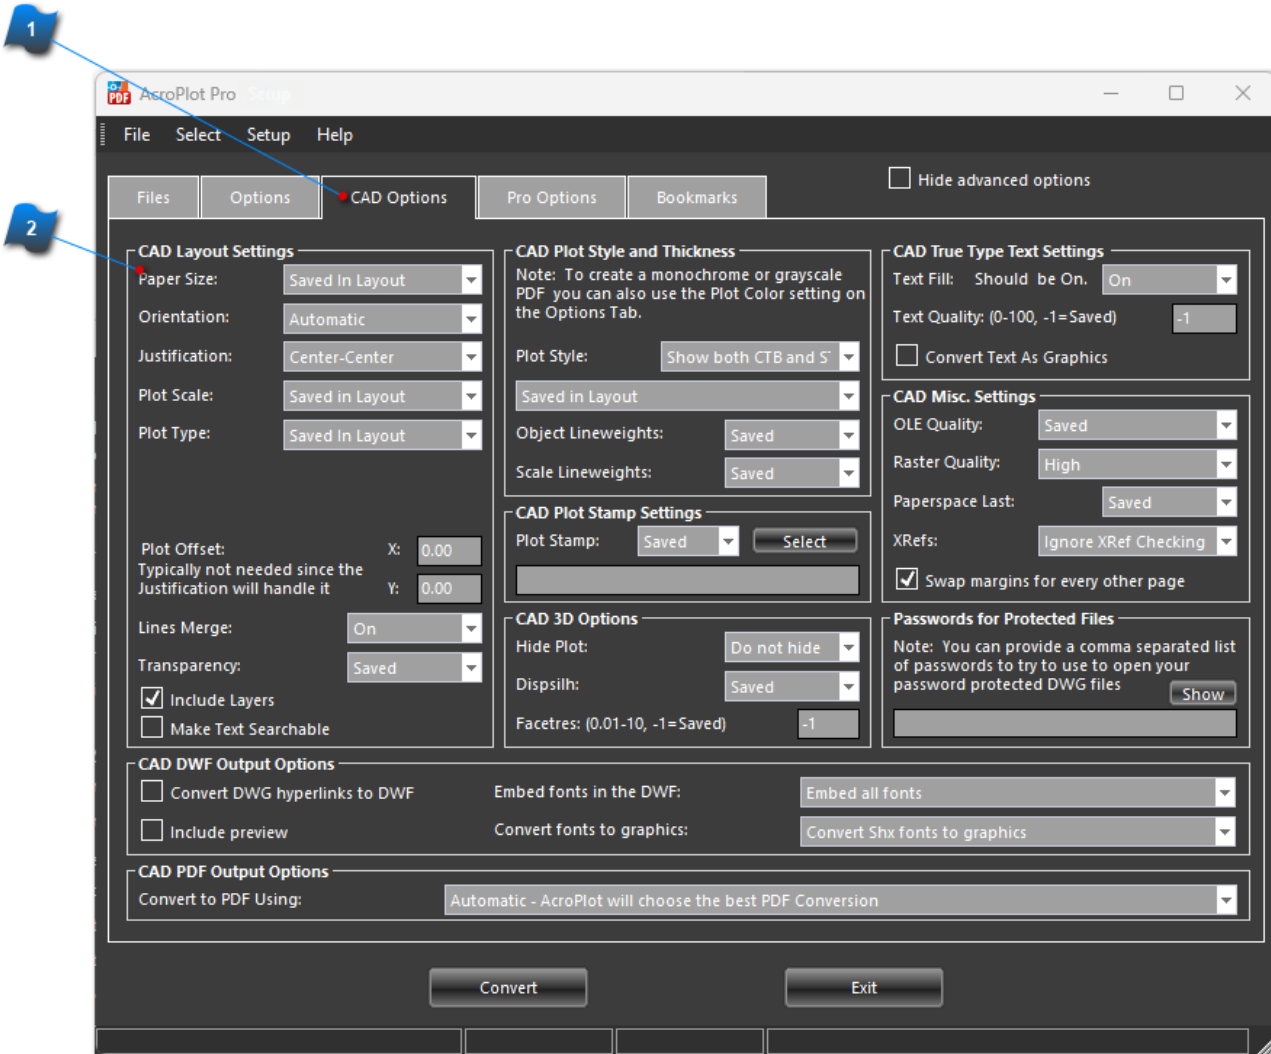 1
AcroPlot Pro Setup
File Select Setup Help
Hide advanced options
Files Options CAD Options Pro Options Bookmarks
2
CAD Layout Settings
Paper Size: Saved In Layout
Orientation: Automatic
Justification: Center-Center
Plot Scale: Saved in Layout
Plot Type: Saved In Layout
Plot Offset: X: 0.00
Typically not needed since the
Justification will handle it Y: 0.00
Lines Merge: On
Transparency: Saved
Include Layers
Make Text Searchable
CAD Plot Style and Thickness
Note: To create a monochrome or grayscale
PDF you can also use the Plot Color setting on
the Options Tab.
Plot Style: Show both CTB and S
Saved in Layout
Object Lineweights: Saved
Scale Lineweights: Saved
CAD Plot Stamp Settings
Plot Stamp: Saved Select
CAD 3D Options
Hide Plot: Do not hide
Dispsilh: Saved
Facetres: (0.01-10, -1=Saved) -1
CAD True Type Text Settings
Text Fill: Should be On. On
Text Quality: (0-100, -1=Saved) -1
Convert Text As Graphics
CAD Misc. Settings
OLE Quality: Saved
Raster Quality: High
Paperspace Last: Saved
XRefs: Ignore XRef Checking
Swap margins for every other page
Passwords for Protected Files
Note: You can provide a comma separated list
of passwords to try to use to open your
password protected DWG files
Show
CAD DWF Output Options
Convert DWG hyperlinks to DWF Embed fonts in the DWF: Embed all fonts
Include preview Convert fonts to graphics: Convert Shx fonts to graphics
CAD PDF Output Options
Convert to PDF Using: Automatic - AcroPlot will choose the best PDF Conversion
Convert Exit